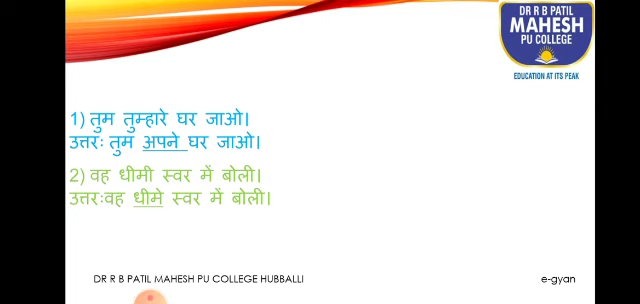 DR R B PATIL
MAHESH
PU COLLEGE
EDUCATION AT ITS PEAK
1) तुम तुम्हारे घर जाओ।
उत्तरः तुम अपने घर जाओ।
2) वह धीमी स्वर में बोली।
उत्तरःवह धीमे स्वर में बोली।
DR R B PATIL MAHESH PU COLLEGE HUBBALLI
e-gyan